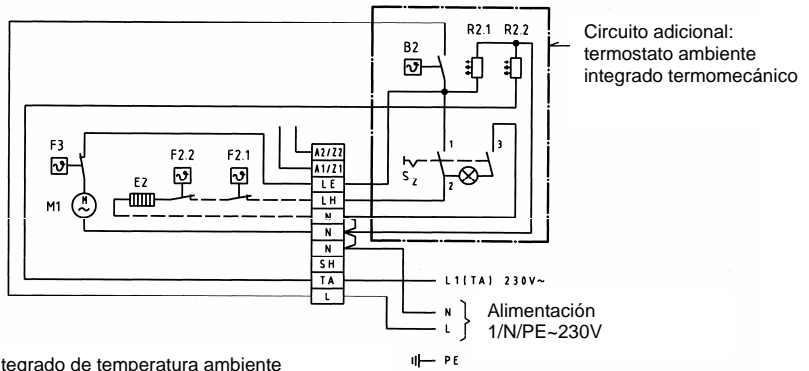 Circuito adicional:
termostato ambiente
integrado termomecánico
B2
R2.1 R2.2
F3
F2.2 F2.1
E2
M1
M
A2/Z2
A1/Z1
LE
LH
N
N
N
SH
TA
L
1
3
2
SZ
L1(TA) 230V~
N
L
Alimentación
1/N/PE~230V
PE
tegrado de temperatura ambiente